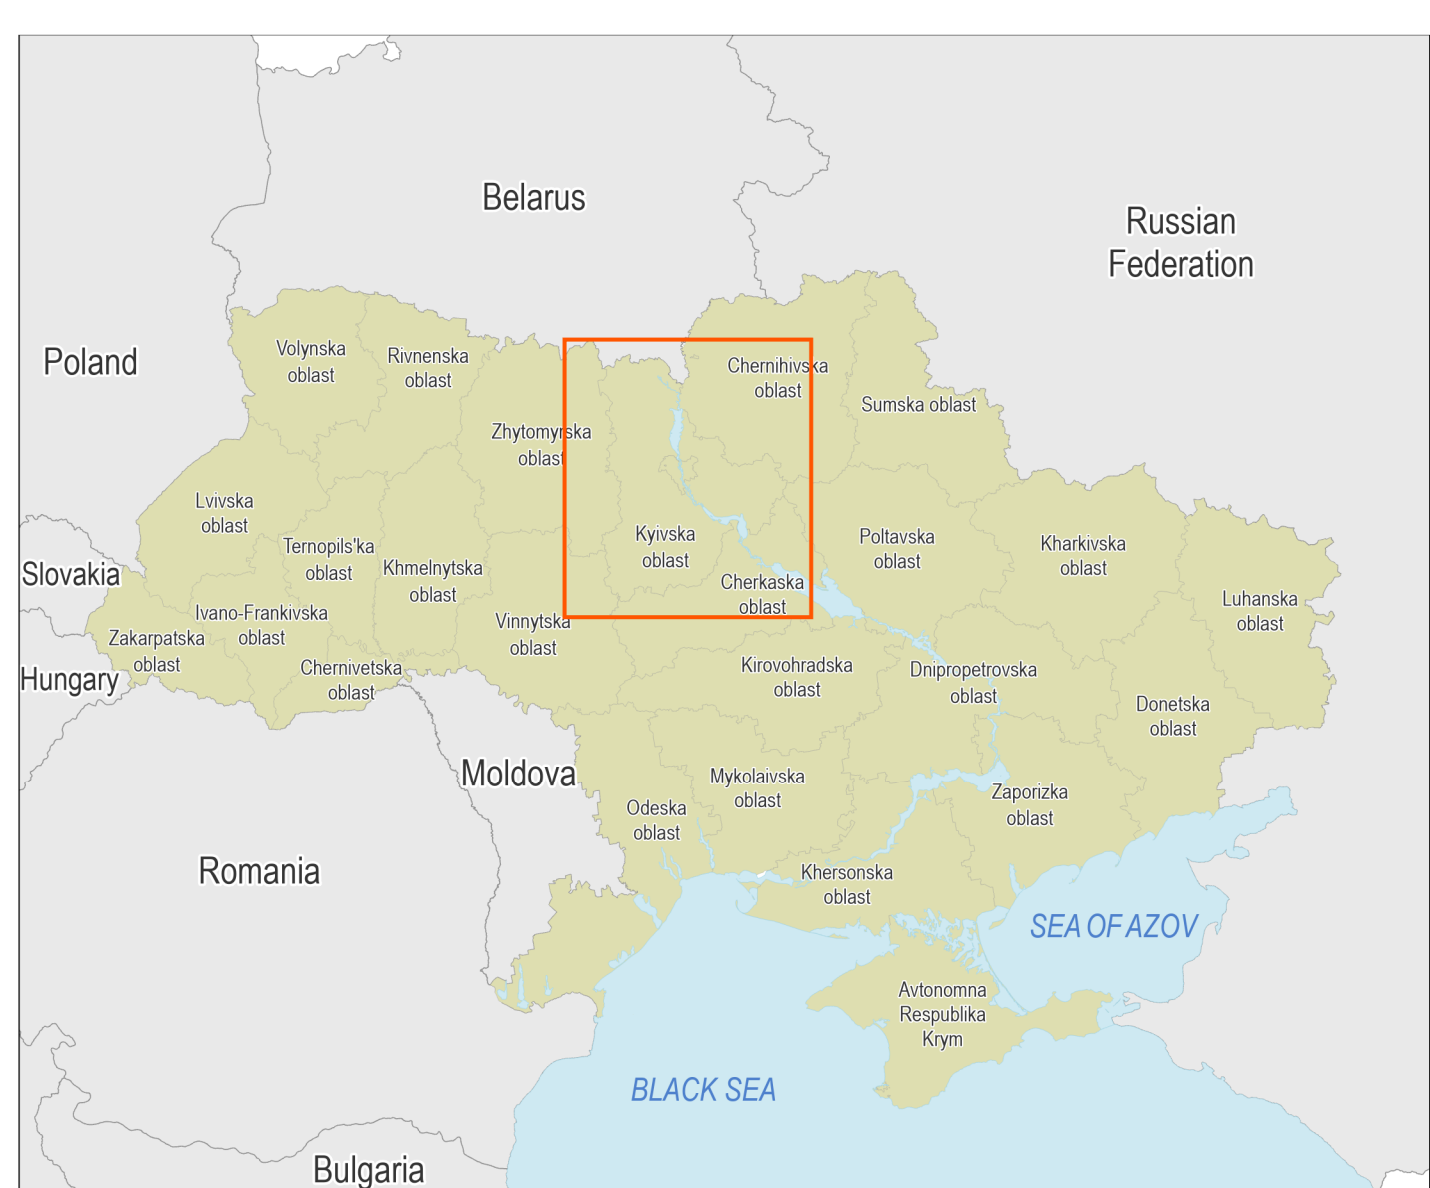 Belarus
Russian
Federation
Poland
Volynska
oblast
Rivnenska
oblast
Chernihivska
oblast
Sumska oblast
Zhytomyrska
oblast
Lvivska
oblast
Ternopils'ka
oblast
Khmelnytska
oblast
Kyivska
oblast
Poltavska
oblast
Kharkivska
oblast
Slovakia
Cherkaska
oblast
Luhanska
oblast
Ivano-Frankivska
oblast
Zakarpatska
oblast
Vinnytska
oblast
Hungary
Chernivetska
oblast
Kirovohradska
oblast
Dnipropetrovska
oblast
Donetska
oblast
Moldova
Mykolaivska
oblast
Odeska
oblast
Zaporizka
oblast
Romania
Khersonska
oblast
SEA OF AZOV
Avtonomna
Respublika
Krym
BLACK SEA
Bulgaria